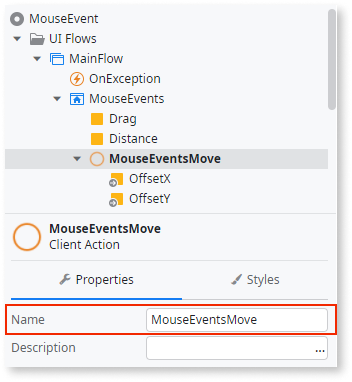 MouseEvent
UI Flows
MainFlow
OnException
MouseEvents
Drag
Distance
MouseEventsMove
OffsetX
OffsetY
MouseEventsMove
Client Action
Properties Styles
Name MouseEventsMove
Description ...